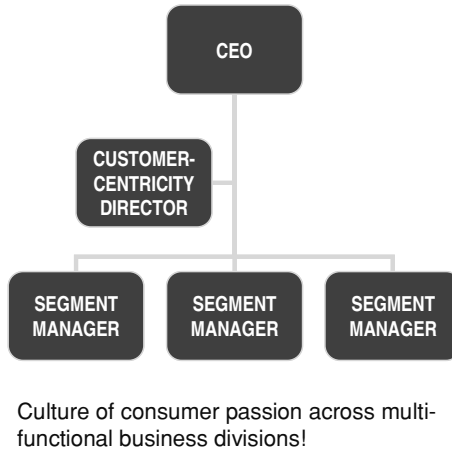 CEO
CUSTOMER-
CENTRICITY
DIRECTOR
SEGMENT
MANAGER
SEGMENT
MANAGER
SEGMENT
MANAGER
Culture of consumer passion across multi-
functional business divisions!